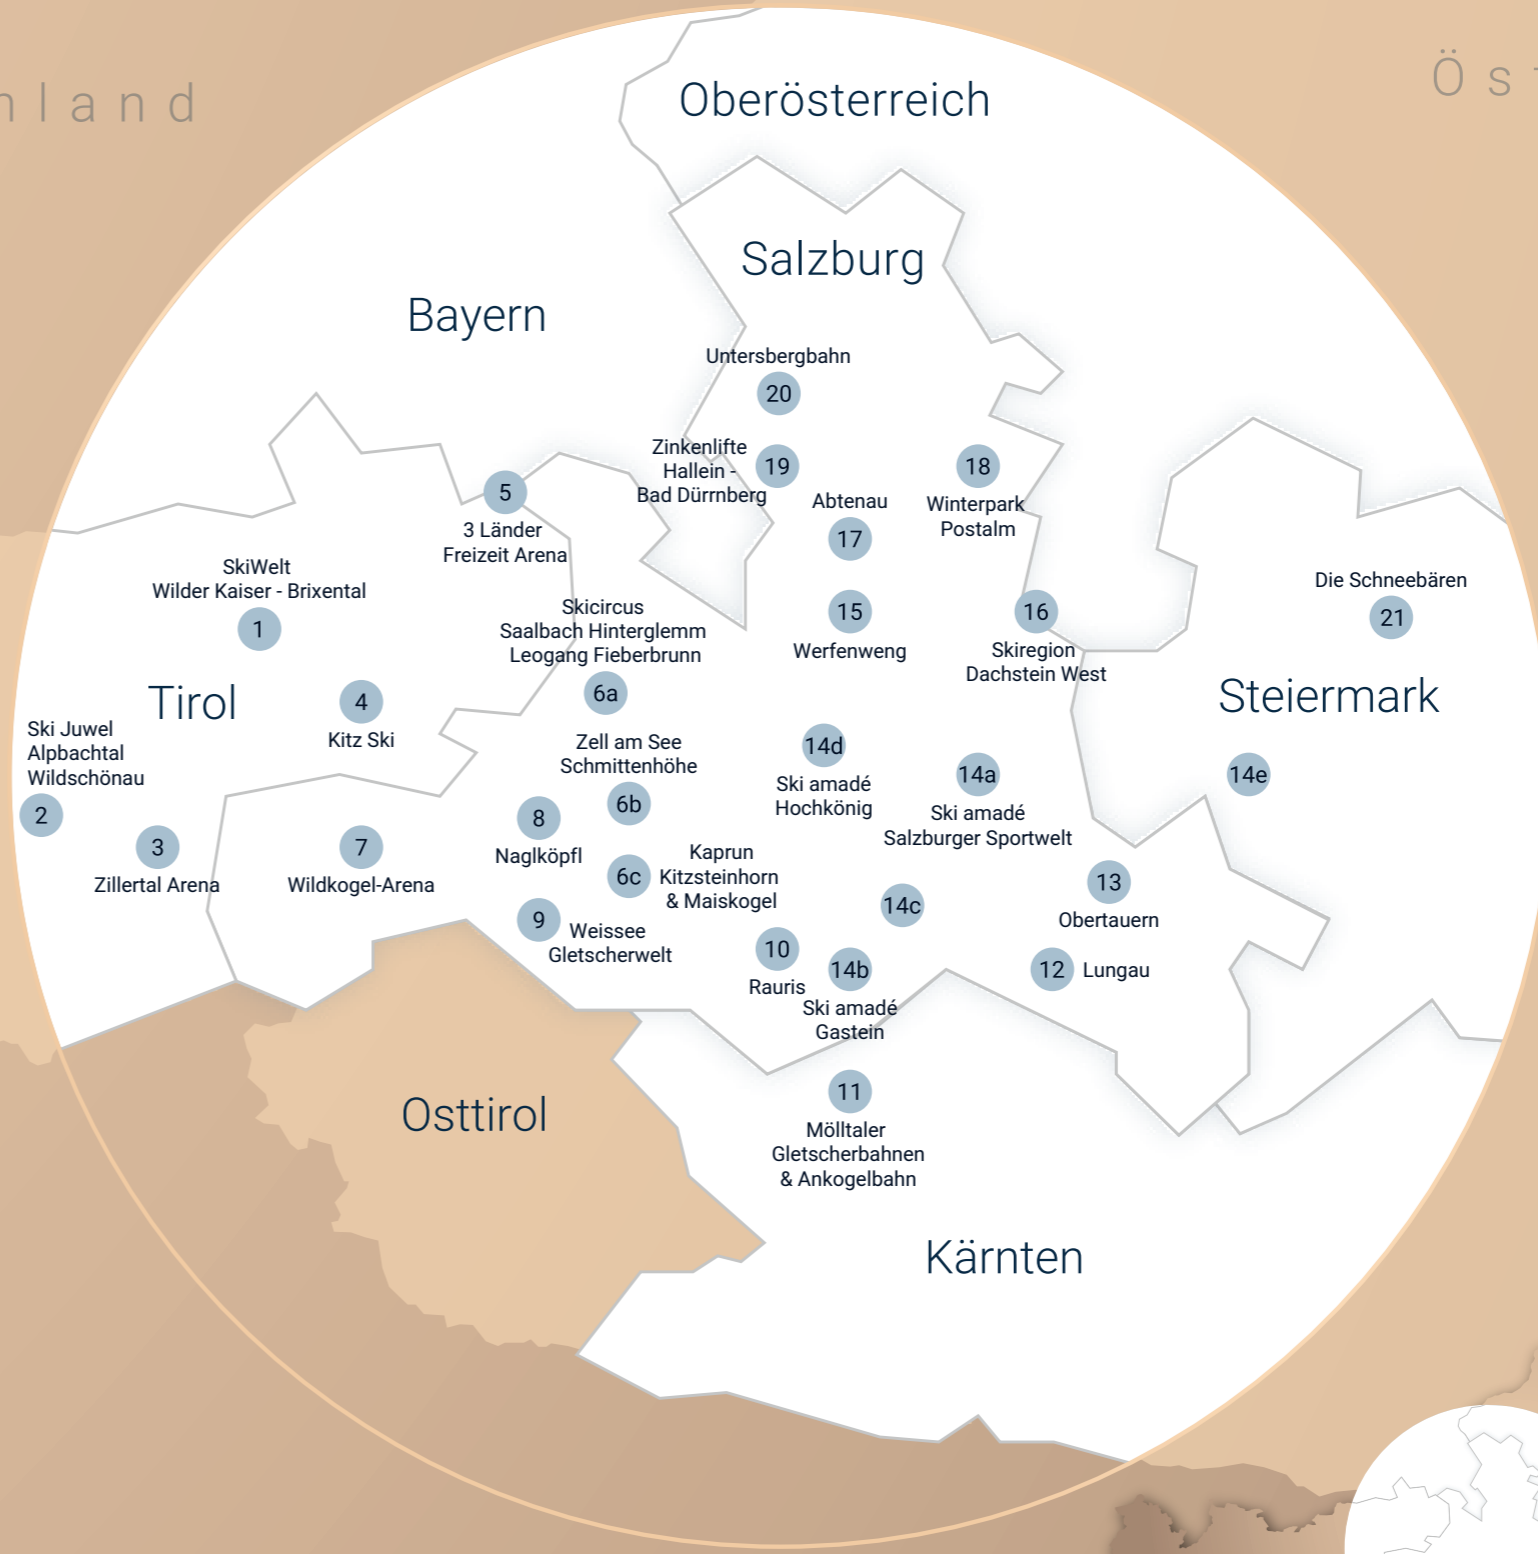 nland
Öst
Oberösterreich
Salzburg
Bayern
Untersbergbahn
20
Zinkenlifte
Hallein -
Bad Dürrnberg
19
18
Winterpark
Postalm
Abtenau
17
5
3 Länder
Freizeit Arena
SkiWelt
Wilder Kaiser - Brixental
1
Die Schneebären
21
Skicircus
Saalbach Hinterglemm
Leogang Fieberbrunn
6a
15
Werfenweng
16
Skiregion
Dachstein West
Tirol
4
Kitz Ski
Steiermark
Ski Juwel
Alpbachtal
Wildschönau
2
Zell am See
Schmittenhöhe
6b
14d
Ski amadé
Hochkönig
14a
Ski amadé
Salzburger Sportwelt
14e
3
Zillertal Arena
7
Wildkogel-Arena
8
Naglköpfl
6c
Kaprun
Kitzsteinhorn
& Maiskogel
14c
13
Obertauern
9
Weissee
Gletscherwelt
10
Rauris
14b
Ski amadé
Gastein
12
Lungau
Osttirol
11
Mölltaler
Gletscherbahnen
& Ankogelbahn
Kärnten